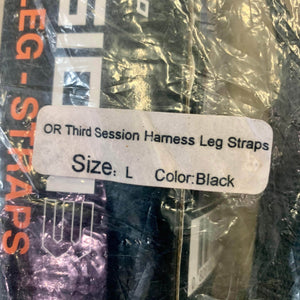 LEG - STRAPS
OR Third Session Harness Leg Straps
Size: L Color:Black